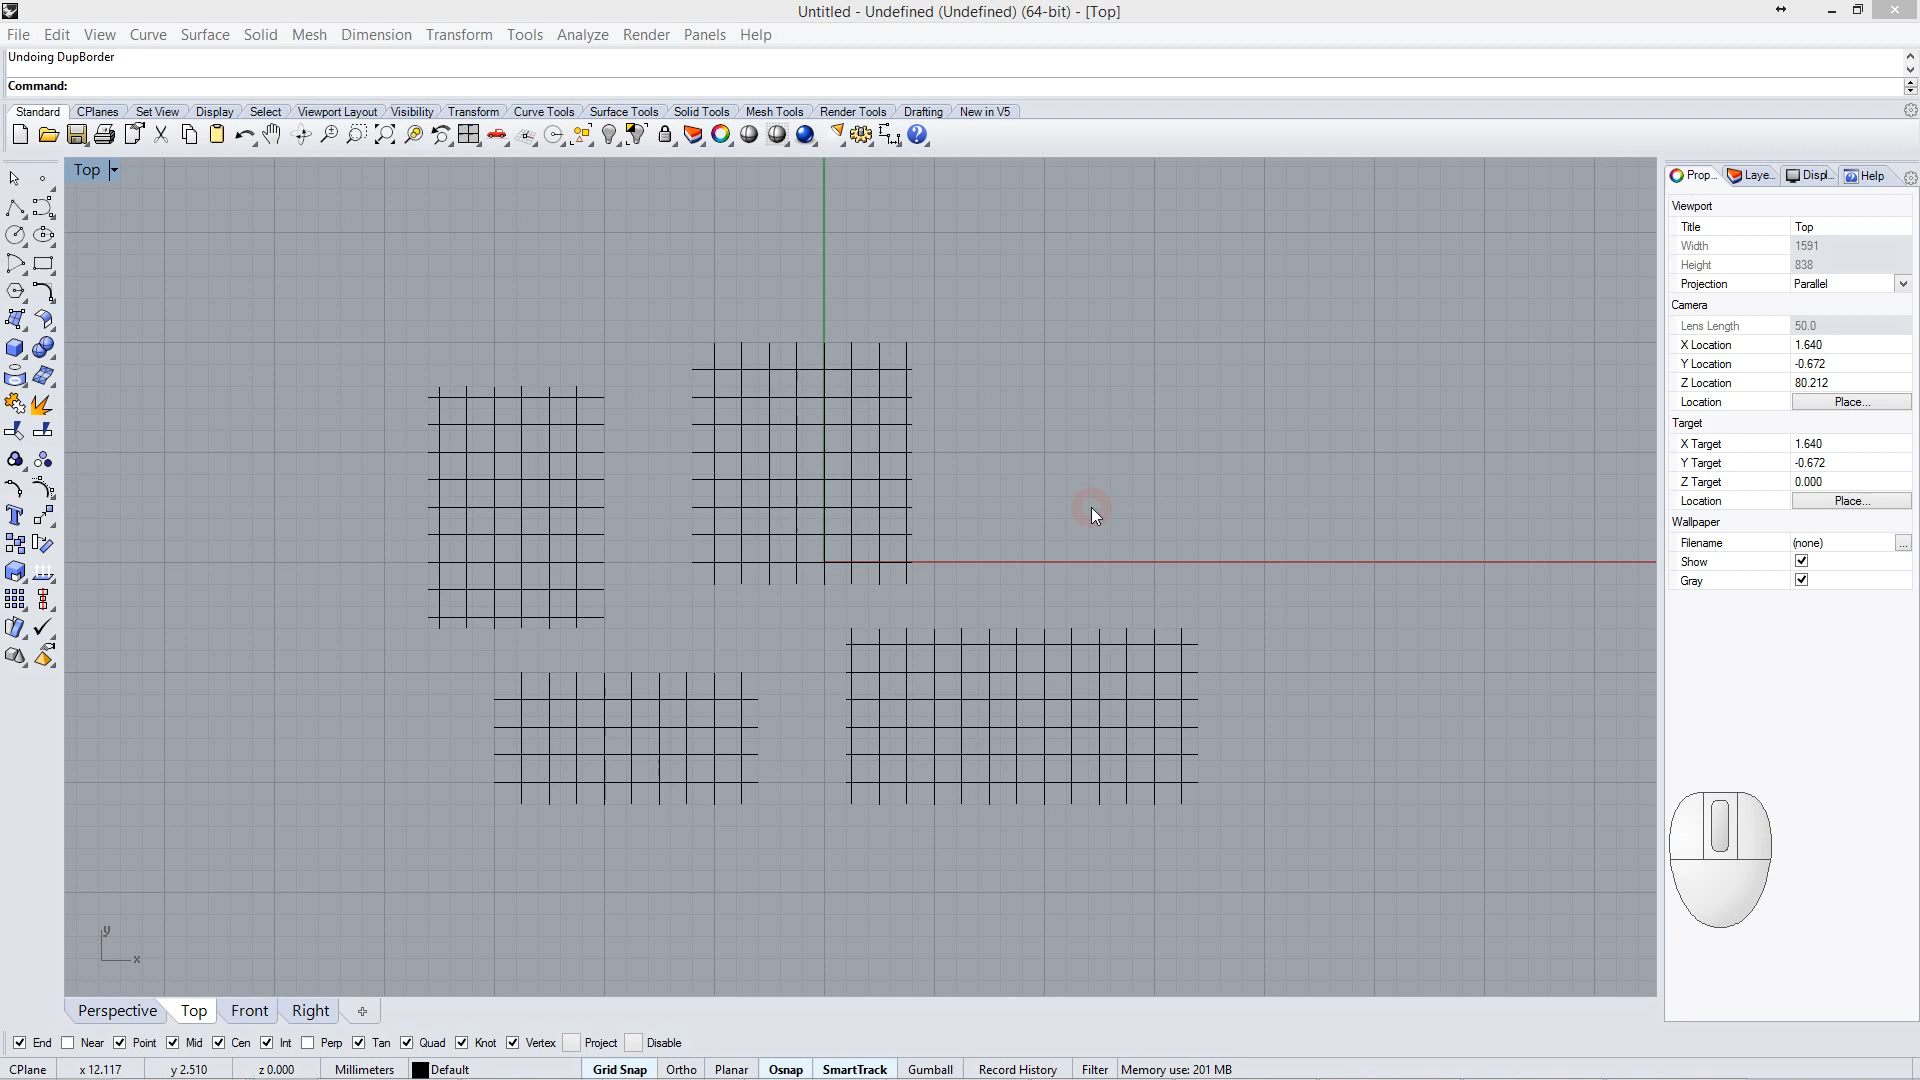 Untitled - Undefined (Undefined) (64-bit) - [Top]
File Edit View Curve Surface Solid Mesh Dimension Transform Tools Analyze Render Panels Help
Undoing DupBorder
Command:
Standard CPlanes Set View Display Select Viewport Layout Visibility Transform Curve Tools Surface Tools Solid Tools Mesh Tools Render Tools Drafting New in V5
Top
Prop... Laye... Displ... Help
Viewport
Title Top
Width 1591
Height 838
Projection Parallel
Camera
Lens Length 50.0
X Location 1.640
Y Location -0.672
Z Location 80.212
Location Place...
Target
X Target 1.640
Y Target -0.672
Z Target 0.000
Location Place...
Wallpaper
Filename (none) ...
Show
Gray
y
x
Perspective Top Front Right
End Near Point Mid Cen Int Perp Tan Quad Knot Vertex Project Disable
CPlane x 12.117 y 2.510 z 0.000 Millimeters Default Grid Snap Ortho Planar Osnap SmartTrack Gumball Record History Filter Memory use: 201 MB